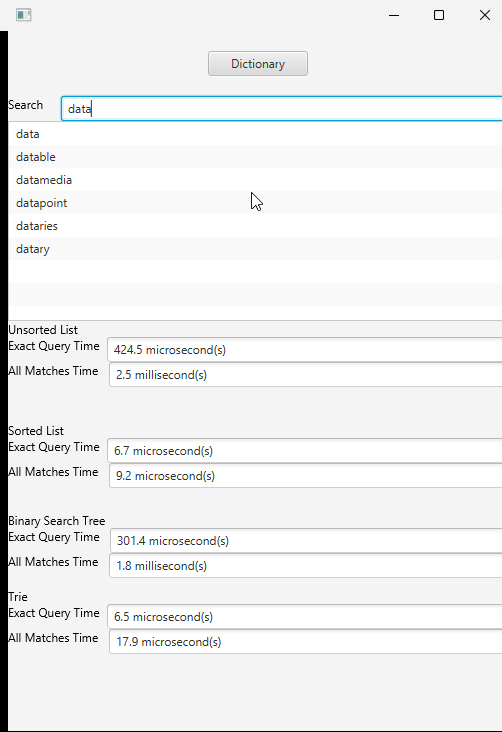 Dictionary
Search data
data
datable
datamedia
datapoint
dataries
datary
Unsorted List
Exact Query Time 424.5 microsecond(s)
All Matches Time 2.5 millisecond(s)
Sorted List
Exact Query Time 6.7 microsecond(s)
All Matches Time 9.2 microsecond(s)
Binary Search Tree
Exact Query Time 301.4 microsecond(s)
All Matches Time 1.8 millisecond(s)
Trie
Exact Query Time 6.5 microsecond(s)
All Matches Time 17.9 microsecond(s)